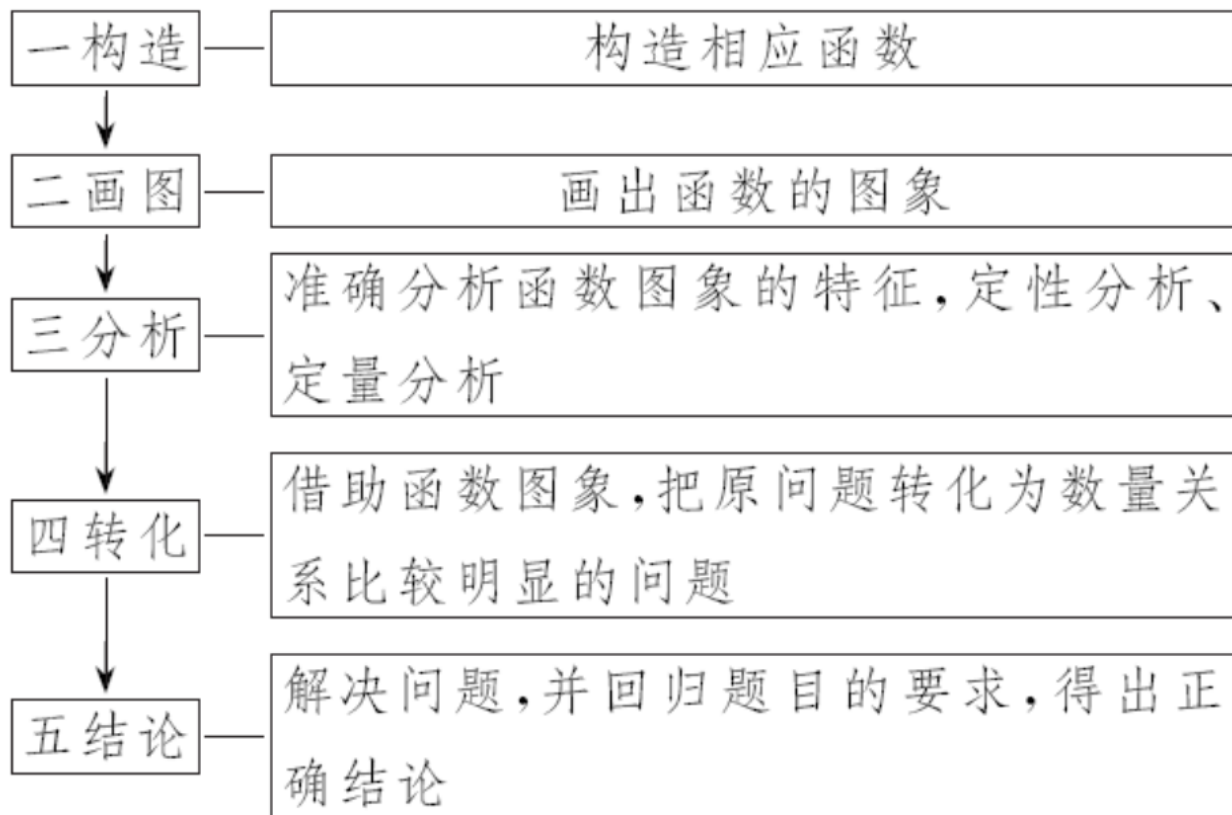 一构造
构造相应函数
二画图
画出函数的图象
三分析
准确分析函数图象的特征,定性分析、
定量分析
四转化
借助函数图象,把原问题转化为数量关
系比较明显的问题
五结论
解决问题,并回归题目的要求,得出正
确结论